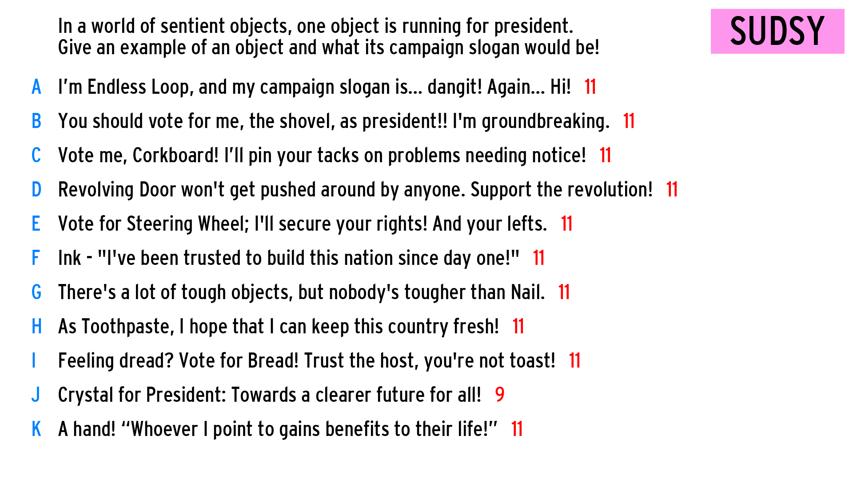 In a world of sentient objects, one object is running for president.
SUDSY
Give an example of an object and what its campaign slogan would be!
A I'm Endless Loop, and my campaign slogan is... dangit! Again... Hi! 11
B You should vote for me, the shovel, as president!! I'm groundbreaking. 11
C Vote me, Corkboard! I'll pin your tacks on problems needing notice! 11
D Revolving Door won't get pushed around by anyone. Support the revolution! 11
E Vote for Steering Wheel; I'll secure your rights! And your lefts. 11
F Ink - "I've been trusted to build this nation since day one!" 11
G There's a lot of tough objects, but nobody's tougher than Nail. 11
H As Toothpaste, I hope that I can keep this country fresh! 11
I Feeling dread? Vote for Bread! Trust the host, you're not toast! 11
J Crystal for President: Towards a clearer future for all! 9
K A hand! “Whoever I point to gains benefits to their life!” 11